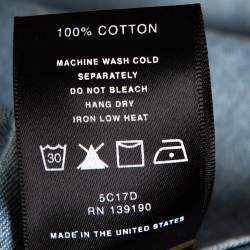 100% COTTON
MACHINE WASH COLD
SEPARATELY
DO NOT BLEACH
HANG DRY
IRON LOW HEAT
30
5C17D
RN 139190
MADE IN THE UNITED STATES